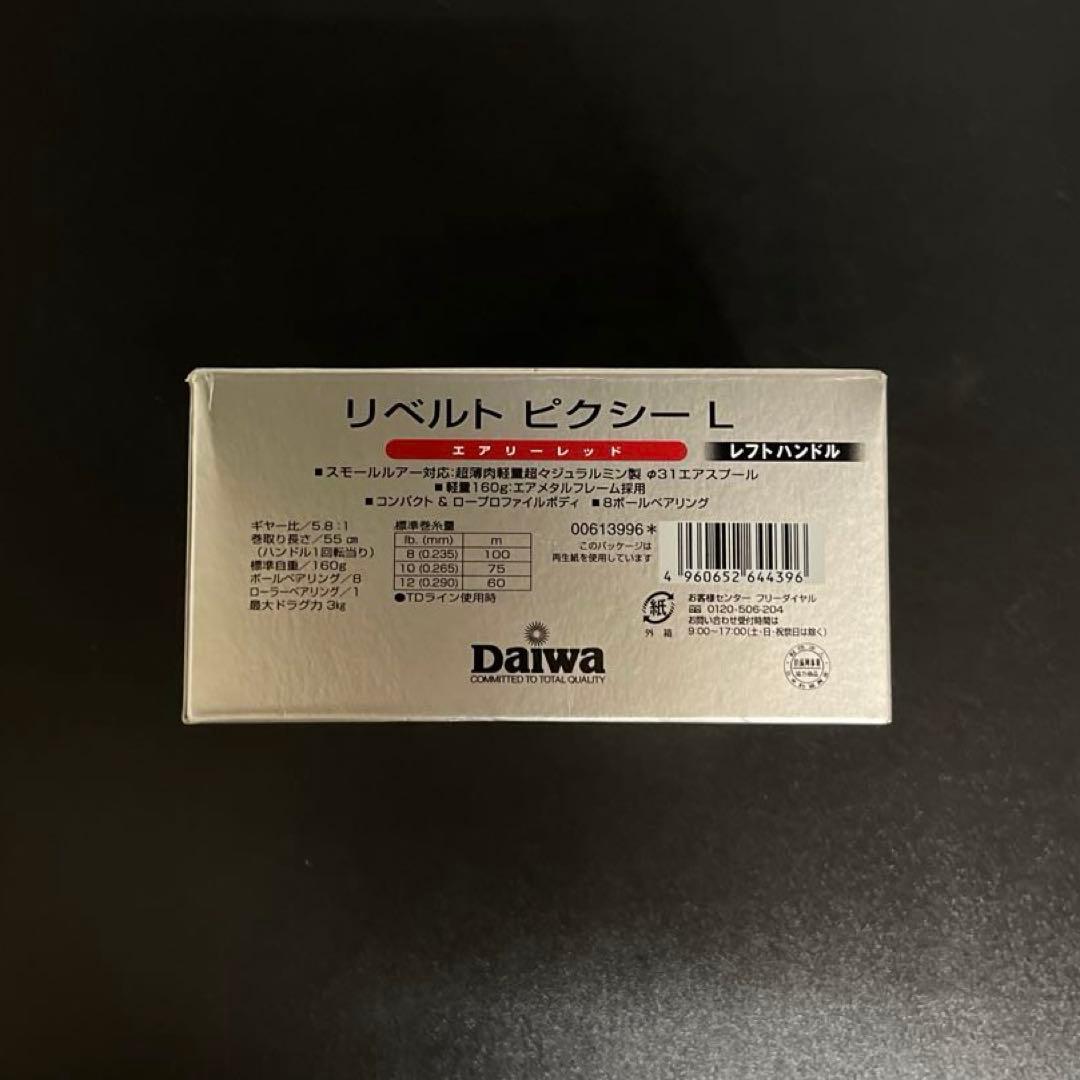 リベルト ピクシー L
エアリーレッド
レフトハンドル
■スモールルアー対応:超薄肉軽量超々ジュラルミン製 φ31エアスプール
■軽量160g:エアメタルフレーム採用
■コンパクト & ロープロファイルボディ ■8ボールベアリング
ギヤー比/5.8:1
巻取り長さ/55 ㎝
(ハンドル1回転当り)
標準自重/160g
ボールベアリング/8
ローラーベアリング/1
最大ドラグ力 3㎏
標準巻糸量
lb. (mm) m
8 (0.235) 100
10 (0.265) 75
12 (0.290) 60
●TDライン使用時
00613996*
このパッケージは
再生紙を使用しています
4 960652 644396
紙
外 箱
お客様センター フリーダイヤル
0120-506-204
お問い合わせ受付時間は
9:00~17:00(土・日・祝祭日は除く)
Daiwa
COMMITTED TO TOTAL QUALITY